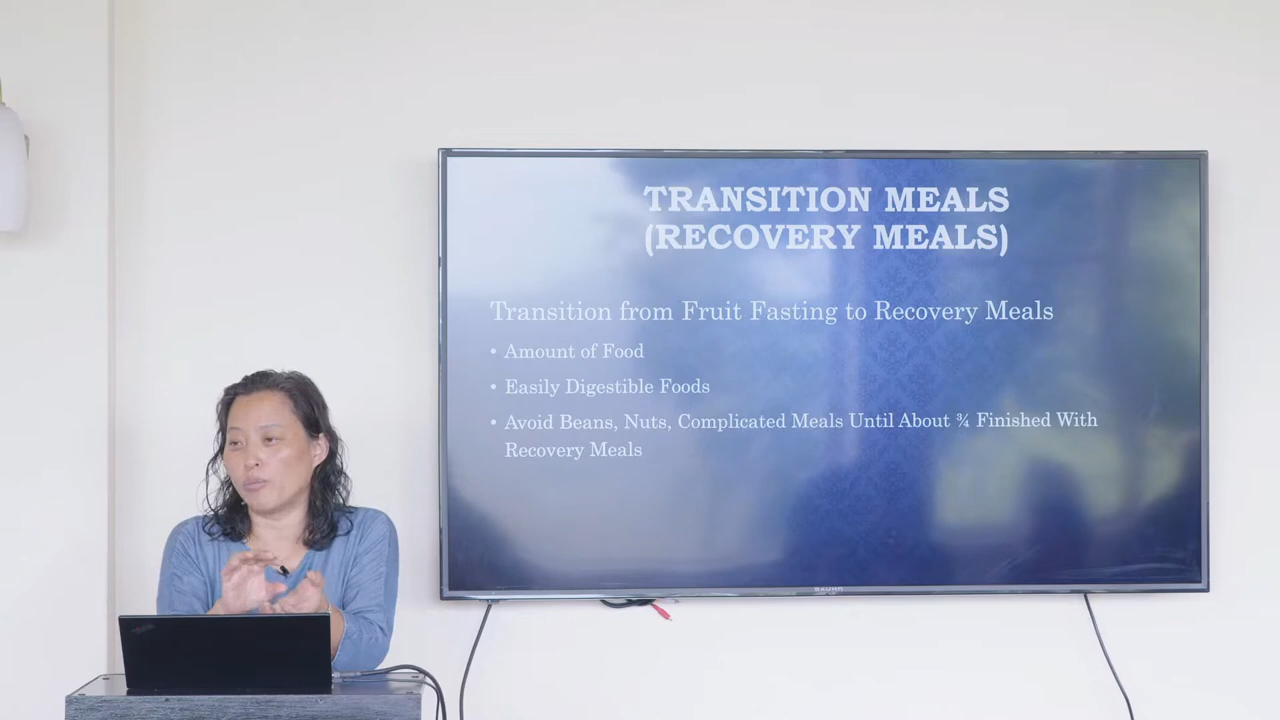 TRANSITION MEALS
(RECOVERY MEALS)
Transition from Fruit Fasting to Recovery Meals
• Amount of Food
• Easily Digestible Foods
• Avoid Beans, Nuts, Complicated Meals Until About ¾ Finished With
Recovery Meals